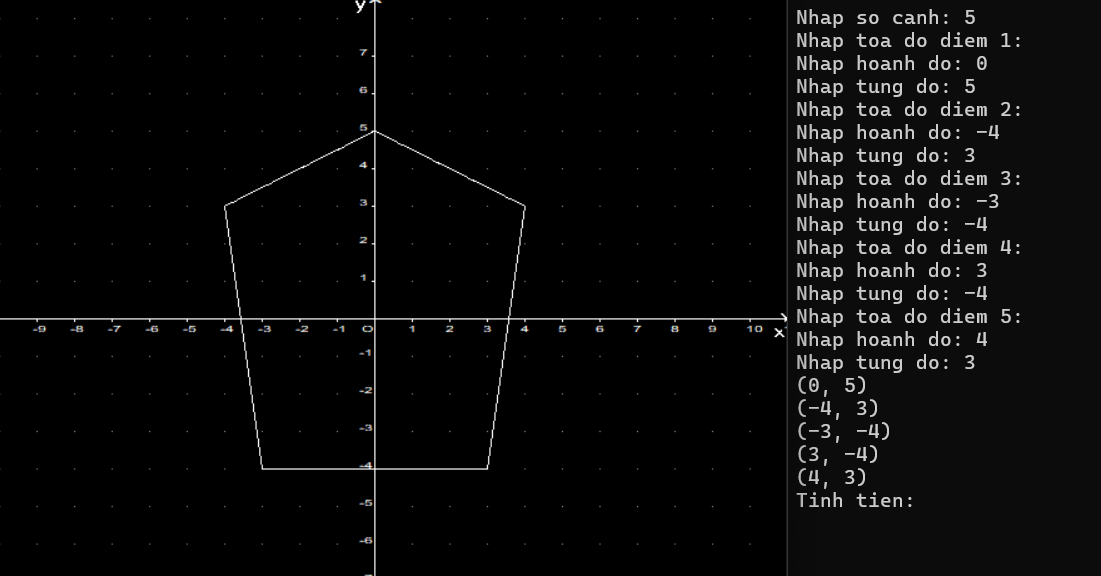 y
7
6
5
4
3
2
1
-9 -8 -7 -6 -5 -4 -3 -2 -1 O 1 2 3 4 5 6 7 8 9 10
x
-1
-2
-3
-4
-5
-6
Nhap so canh: 5
Nhap toa do diem 1:
Nhap hoanh do: 0
Nhap tung do: 5
Nhap toa do diem 2:
Nhap hoanh do: -4
Nhap tung do: 3
Nhap toa do diem 3:
Nhap hoanh do: -3
Nhap tung do: -4
Nhap toa do diem 4:
Nhap hoanh do: 3
Nhap tung do: -4
Nhap toa do diem 5:
Nhap hoanh do: 4
Nhap tung do: 3
(0, 5)
(-4, 3)
(-3, -4)
(3, -4)
(4, 3)
Tinh tien: